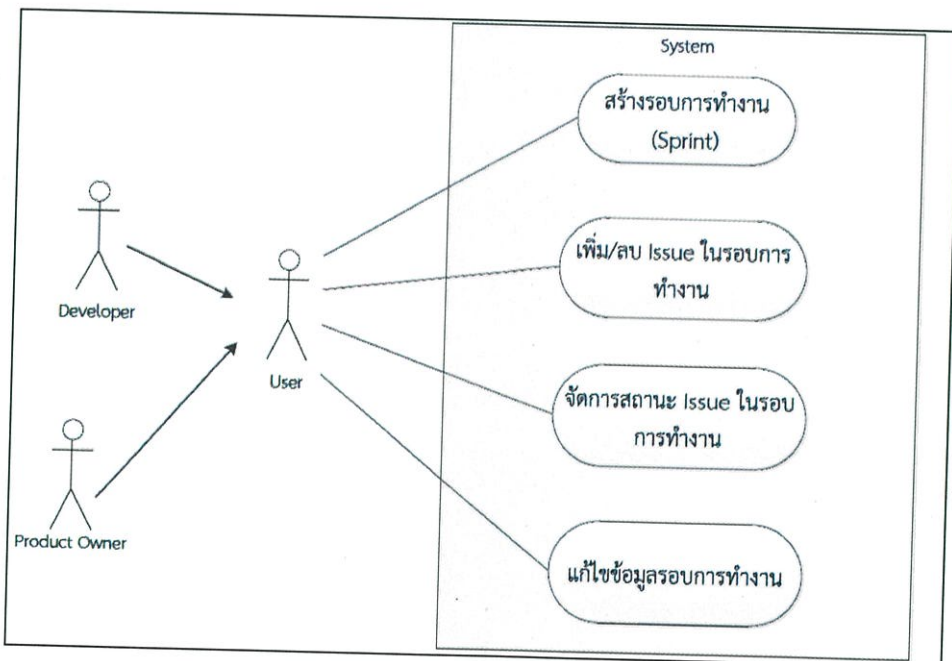 System
สร้างรอบการทำงาน
(Sprint)
เพิ่ม/ลบ Issue ในรอบการ
ทำงาน
จัดการสถานะ Issue ในรอบ
การทำงาน
แก้ไขข้อมูลรอบการทำงาน
Developer
User
Product Owner